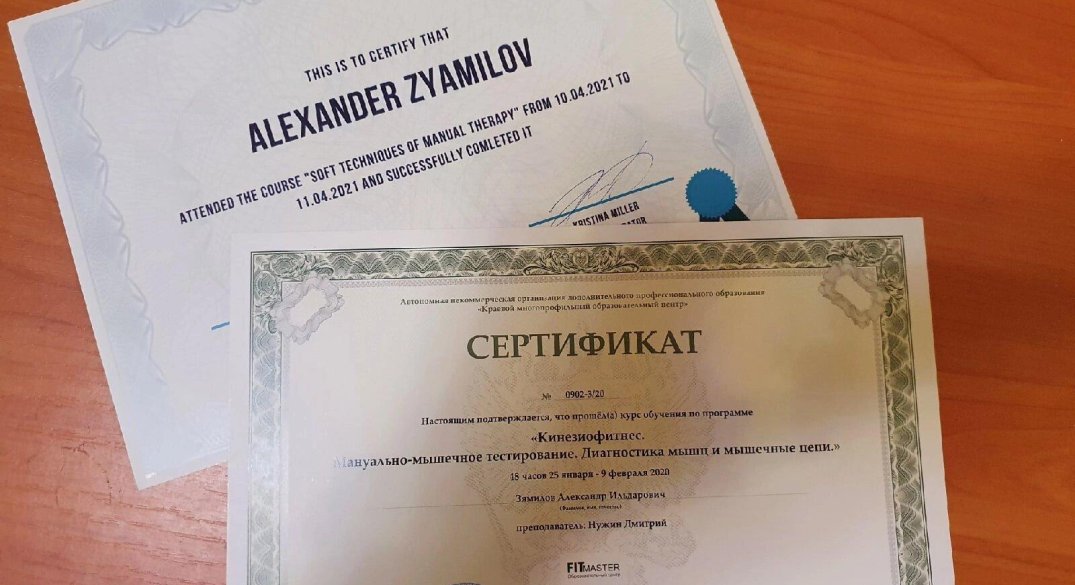 THIS IS TO CERTIFY THAT
ALEXANDER ZYAMILOV
ATTENDED THE COURSE "SOFT TECHNIQUES OF MANUAL THERAPY" FROM 10.04.2021 TO
11.04.2021 AND SUCCESSFULLY COMLETED IT
KRISTINA MILLER
Автономная некоммерческая организация дополнительного профессионального образования
«Краевой многопрофильный образовательный центр»
СЕРТИФИКАТ
№ 0902-3/20
Настоящим подтверждается, что прошёл(а) курс обучения по программе
«Кинезиофитнес.
Мануально-мышечное тестирование. Диагностика мышц и мышечные цепи.»
18 часов 25 января - 9 февраля 2020
Зямилов Александр Ильдарович
(Фамилия, имя, отчество)
преподаватель: Нужин Дмитрий
FITMASTER
Образовательный центр